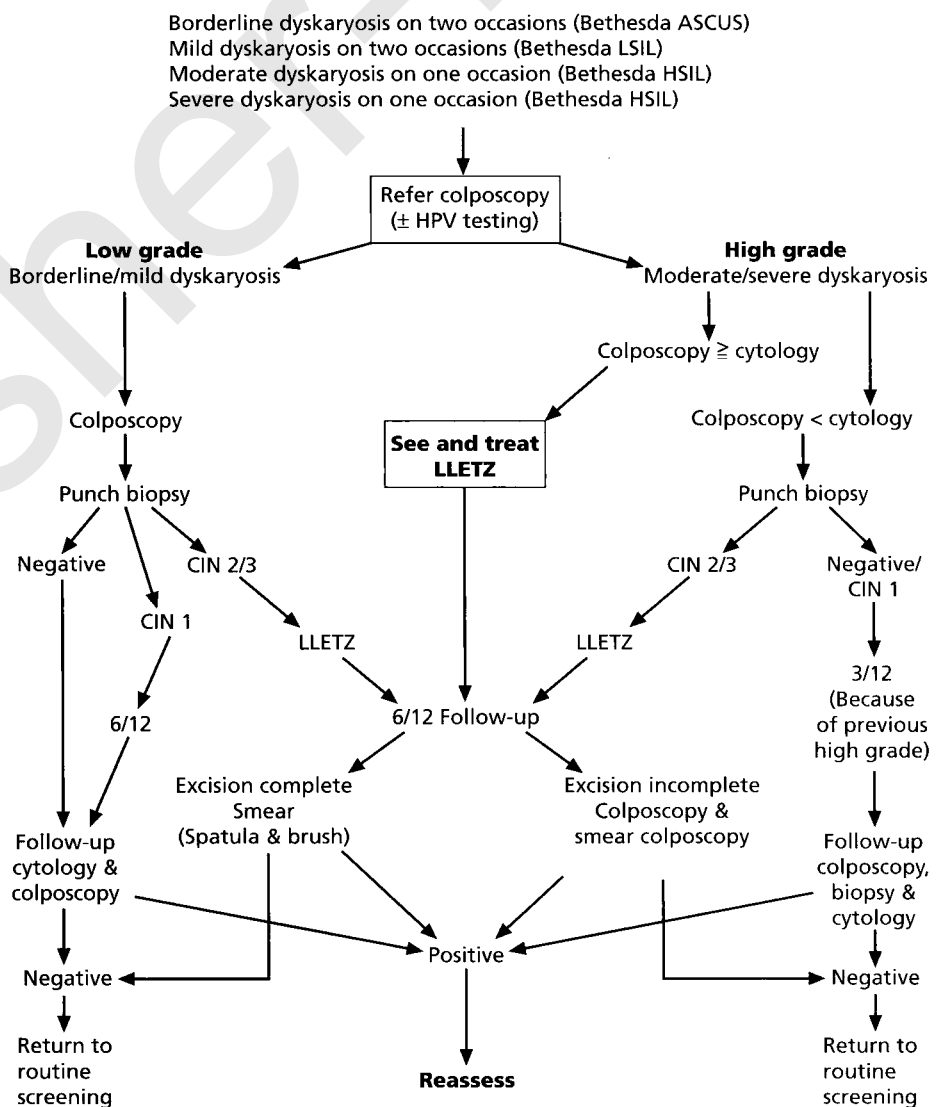 Borderline dyskaryosis on two occasions (Bethesda ASCUS)
Mild dyskaryosis on two occasions (Bethesda LSIL)
Moderate dyskaryosis on one occasion (Bethesda HSIL)
Severe dyskaryosis on one occasion (Bethesda HSIL)
Refer colposcopy
(± HPV testing)
Low grade
Borderline/mild dyskaryosis
High grade
Moderate/severe dyskaryosis
Colposcopy ≧ cytology
Colposcopy
See and treat
LLETZ
Colposcopy < cytology
Punch biopsy
Punch biopsy
Negative
CIN 2/3
CIN 1
LLETZ
CIN 2/3
Negative/
CIN 1
LLETZ
3/12
(Because
of previous
high grade)
6/12
6/12 Follow-up
Excision complete
Smear
(Spatula & brush)
Excision incomplete
Colposcopy &
smear colposcopy
Follow-up
cytology &
colposcopy
Follow-up
colposcopy,
biopsy &
cytology
Positive
Negative
Negative
Return to
routine
screening
Reassess
Return to
routine
screening